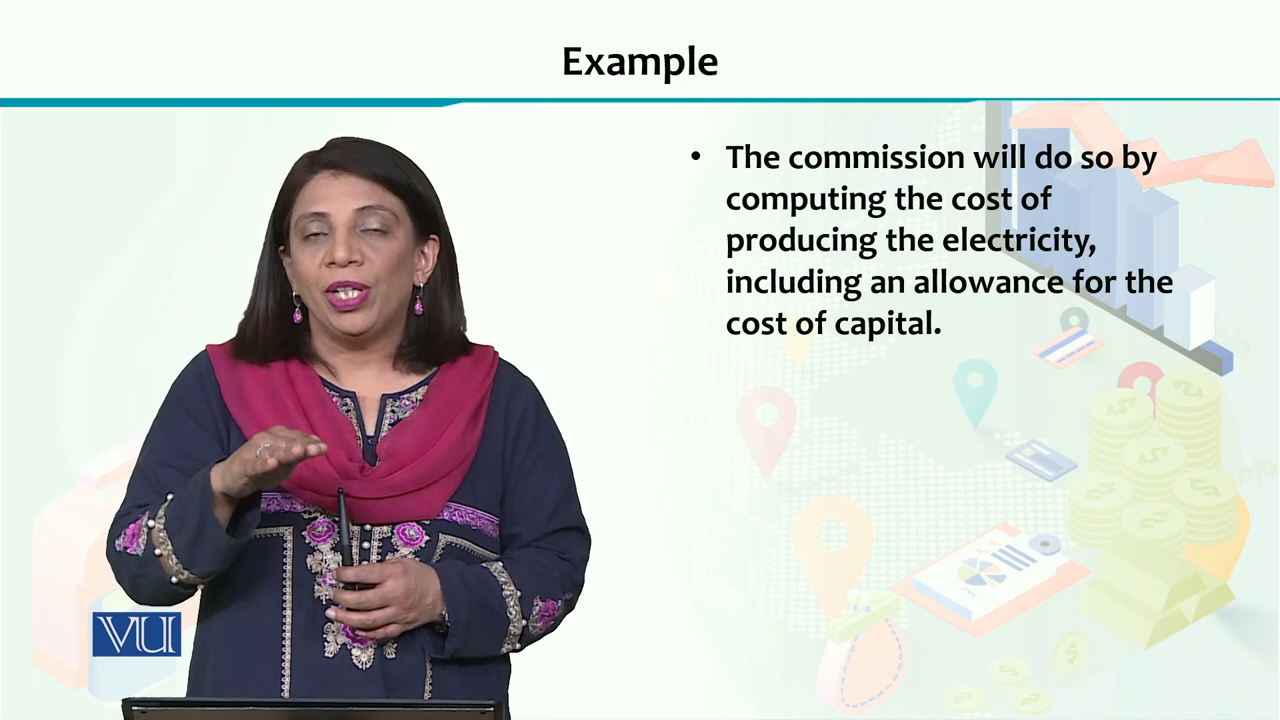 Example
• The commission will do so by
computing the cost of
producing the electricity,
including an allowance for the
cost of capital.
VU